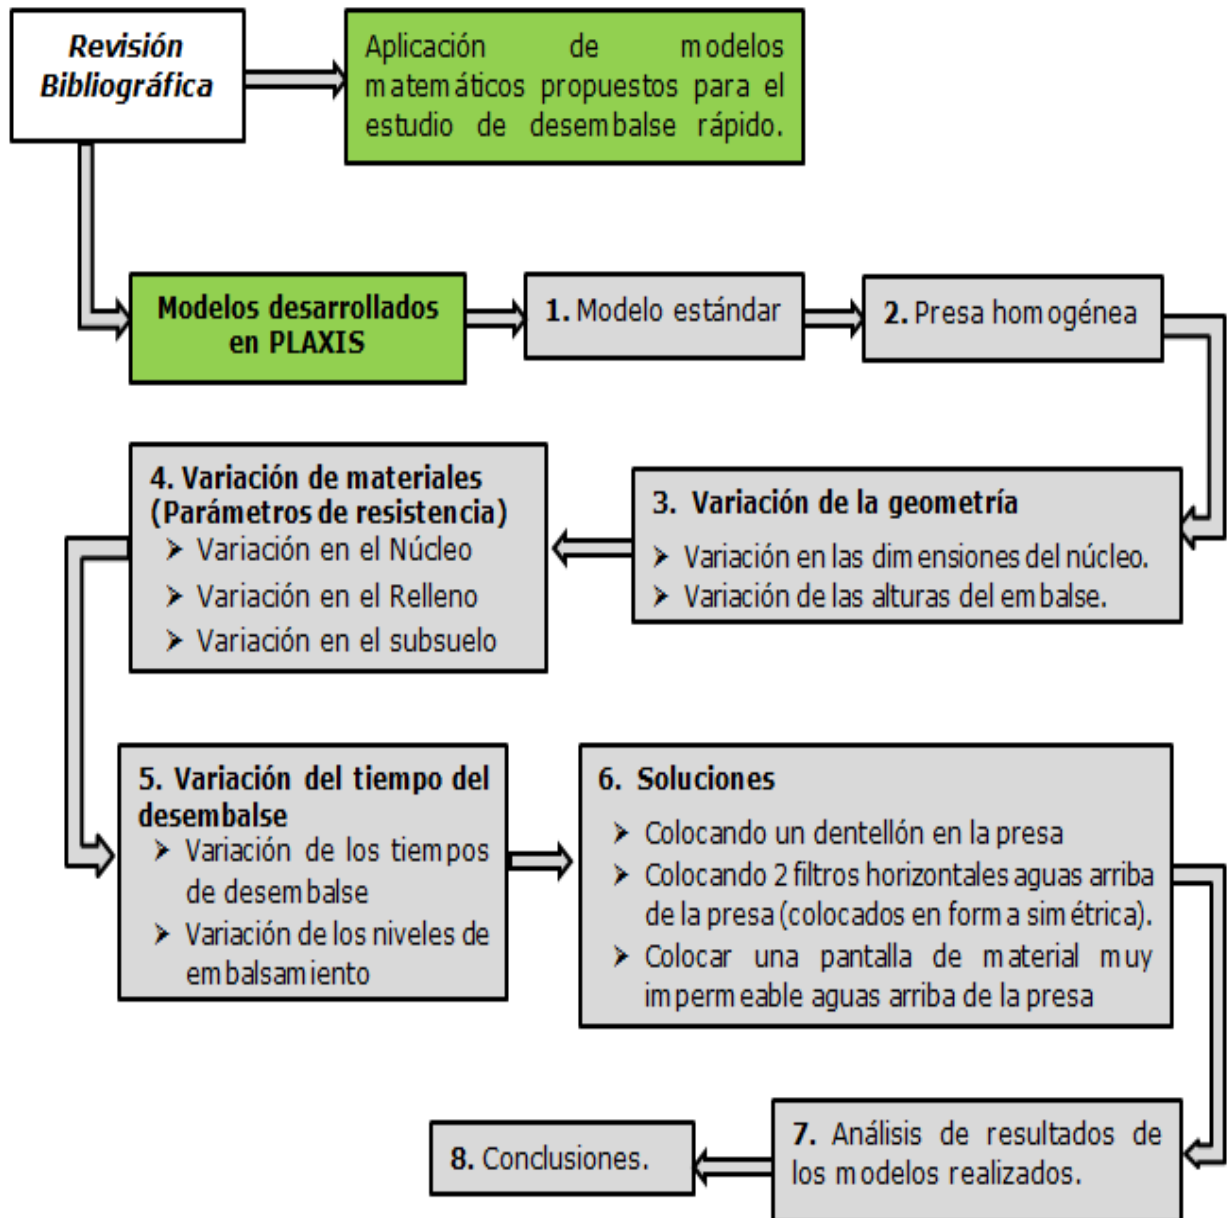 Revisión
Bibliográfica
Aplicación de modelos
matemáticos propuestos para el
estudio de desembalse rápido.
Modelos desarrollados
en PLAXIS
1. Modelo estándar
2. Presa homogénea
3. Variación de la geometría
➢ Variación en las dimensiones del núcleo.
➢ Variación de las alturas del embalse.
4. Variación de materiales
(Parámetros de resistencia)
➢ Variación en el Núcleo
➢ Variación en el Relleno
➢ Variación en el subsuelo
5. Variación del tiempo del
desembalse
➢ Variación de los tiempos
de desembalse
➢ Variación de los niveles de
embalsamiento
6. Soluciones
➢ Colocando un dentellón en la presa
➢ Colocando 2 filtros horizontales aguas arriba
de la presa (colocados en forma simétrica).
➢ Colocar una pantalla de material muy
impermeable aguas arriba de la presa
7. Análisis de resultados de
los modelos realizados.
8. Conclusiones.